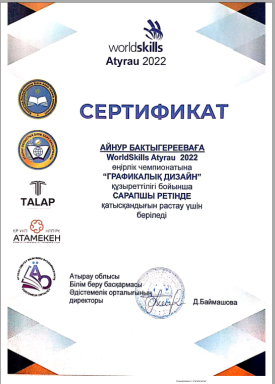 worldskills
Atyrau 2022
СЕРТИФИКАТ
АЙНУР БАКТЫГЕРЕЕВАҒА
WorldSkills Atyrau 2022
өңірлік чемпионатына
“ГРАФИКАЛЫҚ ДИЗАЙН”
құзыреттілігі бойынша
САРАПШЫ РЕТІНДЕ
қатысқандығын растау үшін
беріледі
TALAP
АТАМЕКЕН
Атырау облысы
Білім беру басқармасы
Әдістемелік орталығының
директоры
Д.Баймашова